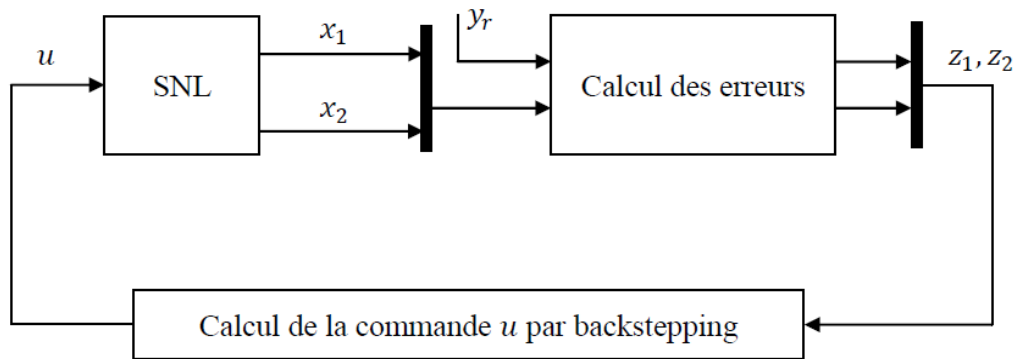 u
SNL
x₁
x₂
yᵣ
Calcul des erreurs
z₁, z₂
Calcul de la commande u par backstepping